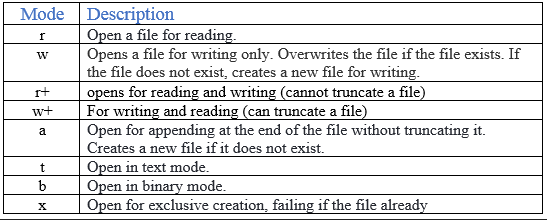 Mode Description
r Open a file for reading.
w Opens a file for writing only. Overwrites the file if the file exists. If
the file does not exist, creates a new file for writing.
r+ opens for reading and writing (cannot truncate a file)
w+ For writing and reading (can truncate a file)
a Open for appending at the end of the file without truncating it.
Creates a new file if it does not exist.
t Open in text mode.
b Open in binary mode.
x Open for exclusive creation, failing if the file already